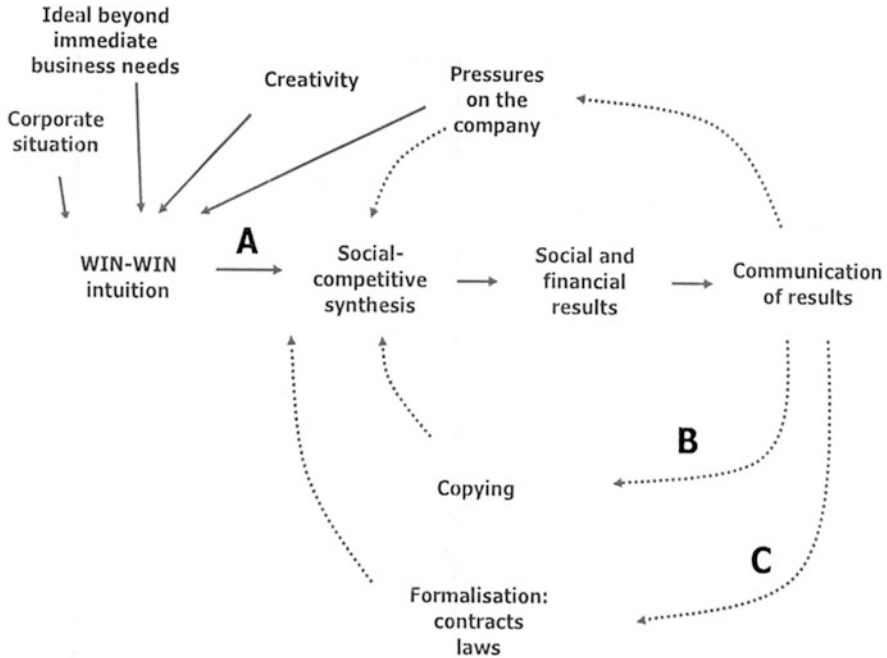 Ideal beyond
immediate
business needs
Creativity
Pressures
on the
company
Corporate
situation
A
WIN-WIN
intuition
Social-
competitive
synthesis
Social and
financial
results
Communication
of results
B
Copying
C
Formalisation:
contracts
laws